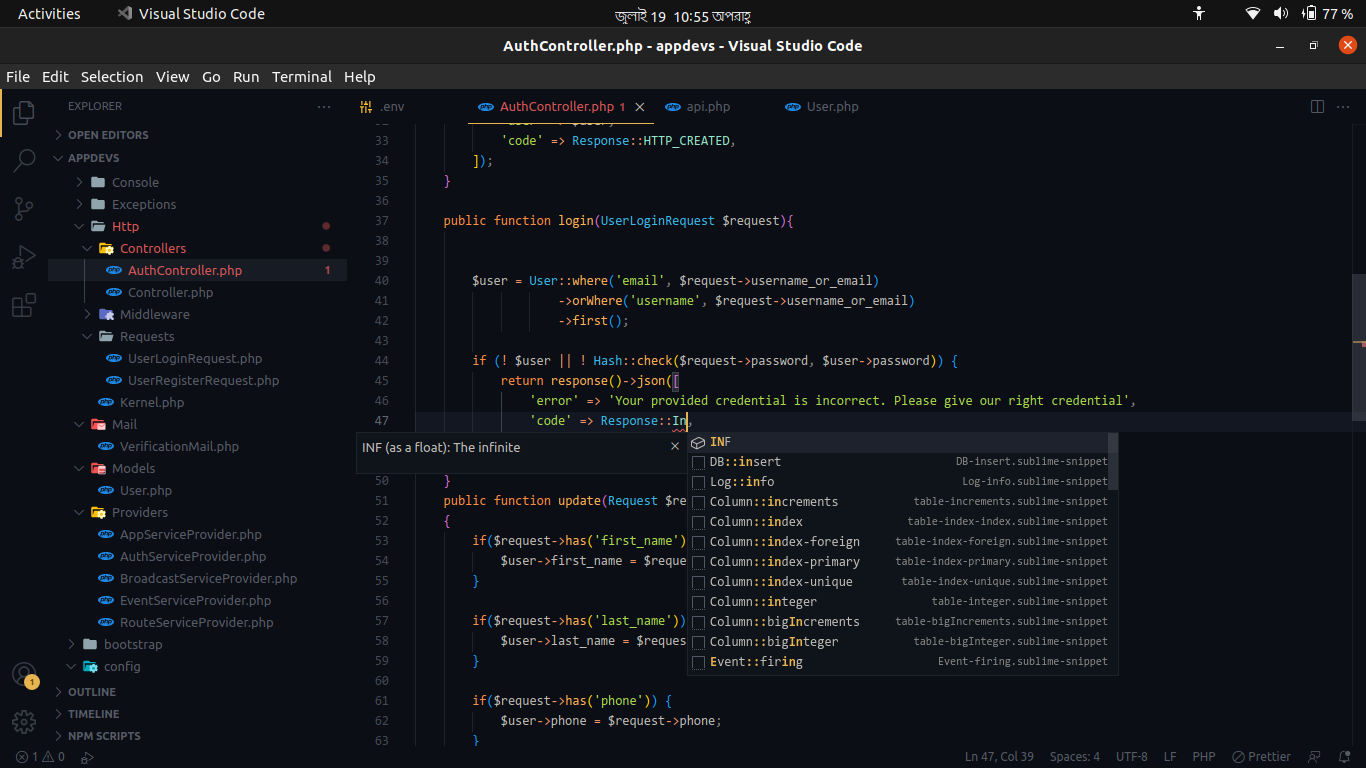 Activities
Visual Studio Code
জুলাই 19 10:55 অপরাহ্ণ
77 %
AuthController.php - appdevs - Visual Studio Code
File Edit Selection View Go Run Terminal Help
EXPLORER
OPEN EDITORS
APPDEVS
Console
Exceptions
Http
Controllers
AuthController.php 1
Controller.php
Middleware
Requests
UserLoginRequest.php
UserRegisterRequest.php
Kernel.php
Mail
VerificationMail.php
Models
User.php
Providers
AppServiceProvider.php
AuthServiceProvider.php
BroadcastServiceProvider.php
EventServiceProvider.php
RouteServiceProvider.php
bootstrap
config
OUTLINE
TIMELINE
NPM SCRIPTS
.env
AuthController.php 1
api.php
User.php
33 'code' => Response::HTTP_CREATED,
34 ]);
35 }
36
37 public function login(UserLoginRequest $request){
38
39
40 $user = User::where('email', $request->username_or_email)
41 ->orWhere('username', $request->username_or_email)
42 ->first();
43
44 if (! $user || ! Hash::check($request->password, $user->password)) {
45 return response()->json([
46 'error' => 'Your provided credential is incorrect. Please give our right credential',
47 'code' => Response::In,
INF (as a float): The infinite
INF
DB::insert DB-insert.sublime-snippet
Log::info Log-info.sublime-snippet
Column::increments table-increments.sublime-snippet
Column::index table-index-index.sublime-snippet
Column::index-foreign table-index-foreign.sublime-snippet
Column::index-primary table-index-primary.sublime-snippet
Column::index-unique table-index-unique.sublime-snippet
Column::integer table-integer.sublime-snippet
Column::bigIncrements table-bigIncrements.sublime-snippet
Column::bigInteger table-bigInteger.sublime-snippet
Event::firing Event-firing.sublime-snippet
50 }
51 public function update(Request $re
52 {
53 if($request->has('first_name')
54 $user->first_name = $reque
55 }
56
57 if($request->has('last_name'))
58 $user->last_name = $request
59 }
60
61 if($request->has('phone')) {
62 $user->phone = $request->phone;
63 }
1
1 0
Ln 47, Col 39 Spaces: 4 UTF-8 LF PHP Prettier